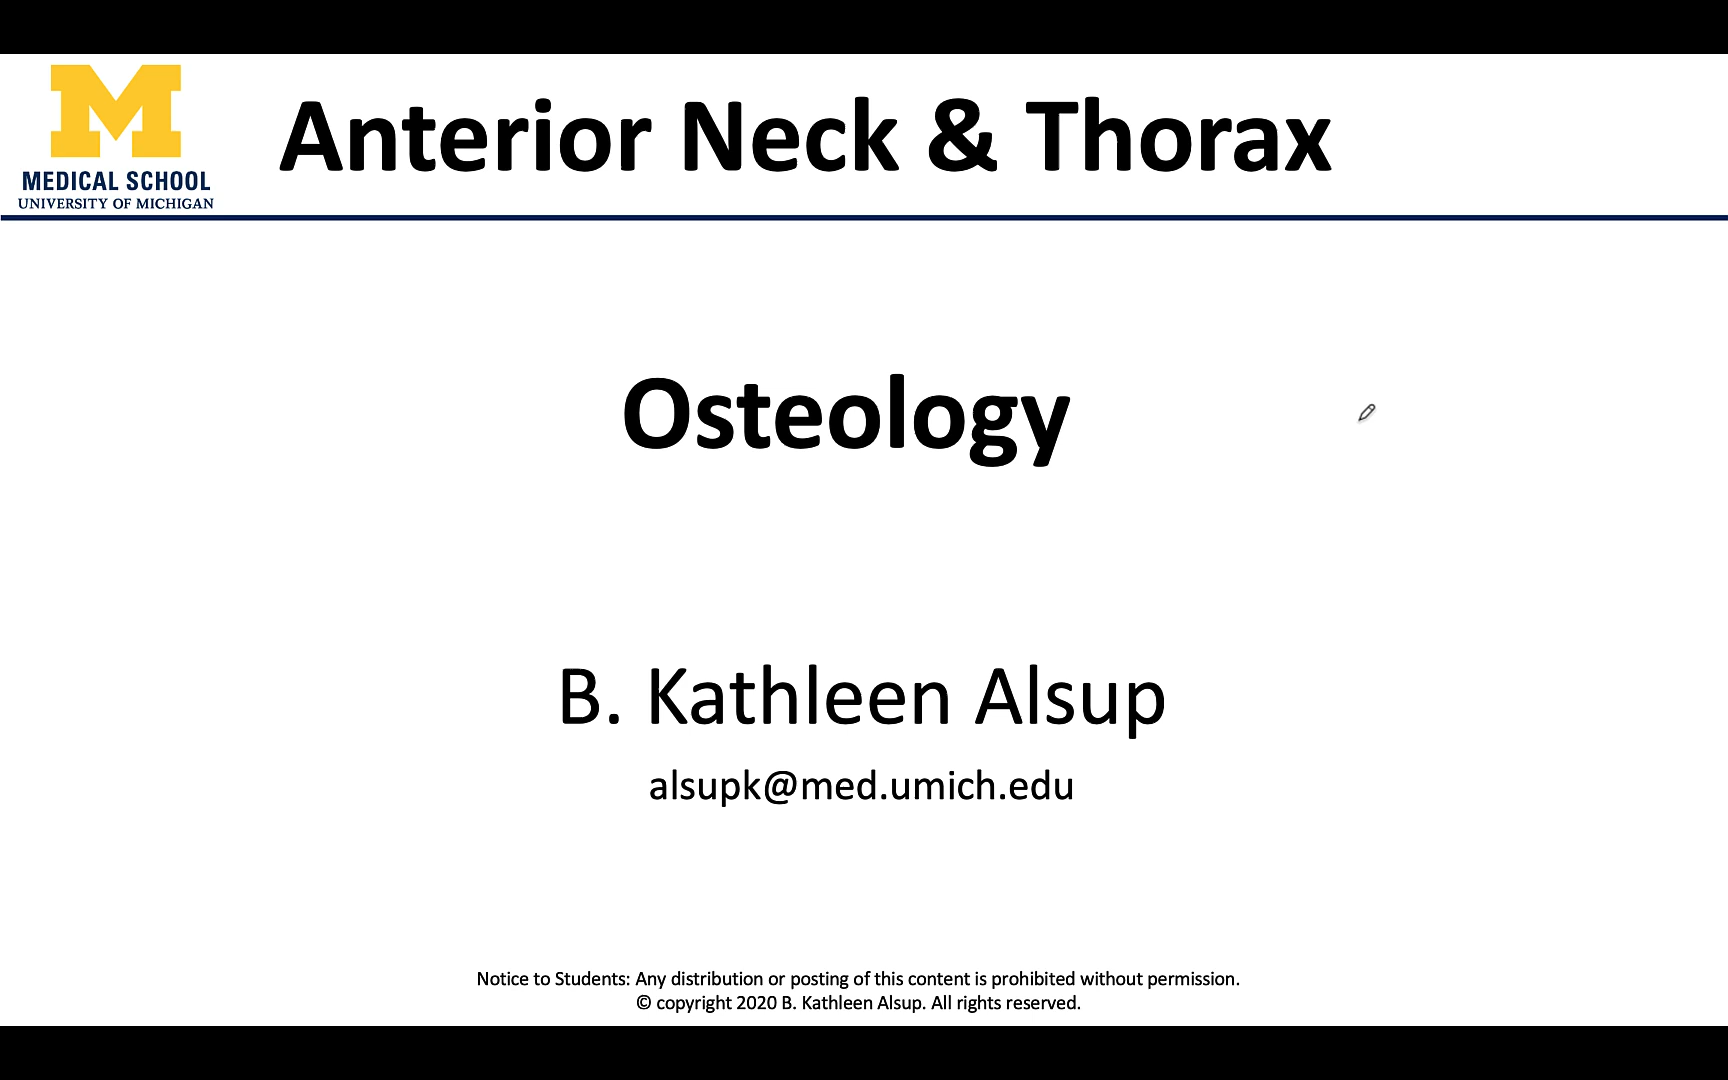 MEDICAL SCHOOL
UNIVERSITY OF MICHIGAN
Anterior Neck & Thorax
Osteology
B. Kathleen Alsup
alsupk@med.umich.edu
Notice to Students: Any distribution or posting of this content is prohibited without permission.
© copyright 2020 B. Kathleen Alsup. All rights reserved.